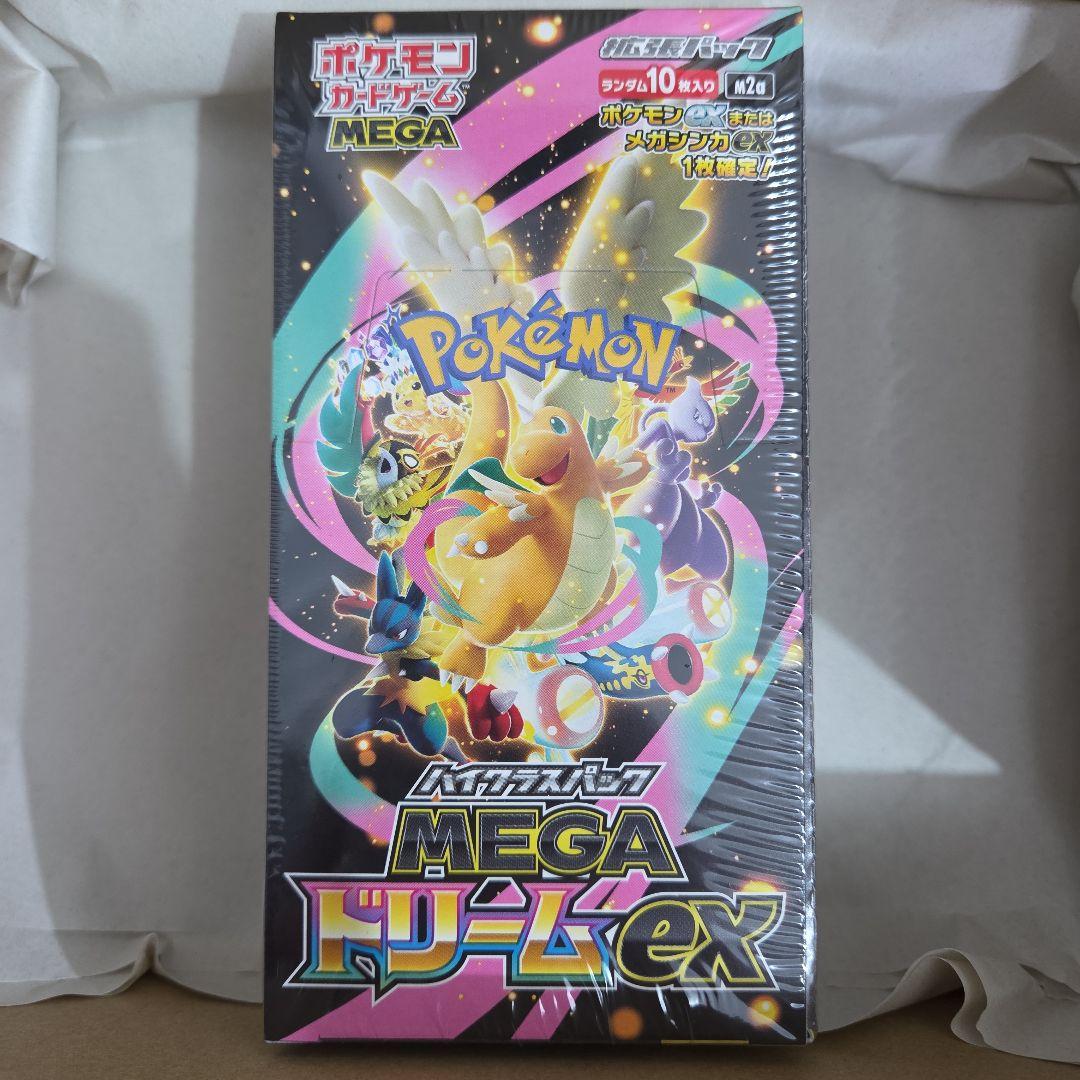 ポケモン
カードゲーム™
MEGA
拡張パック
ランダム10枚入り M2a
ポケモンexまたは
メガシンカex
1枚確定!
POKéMON™
ハイクラスパック
MEGA
ドリームex